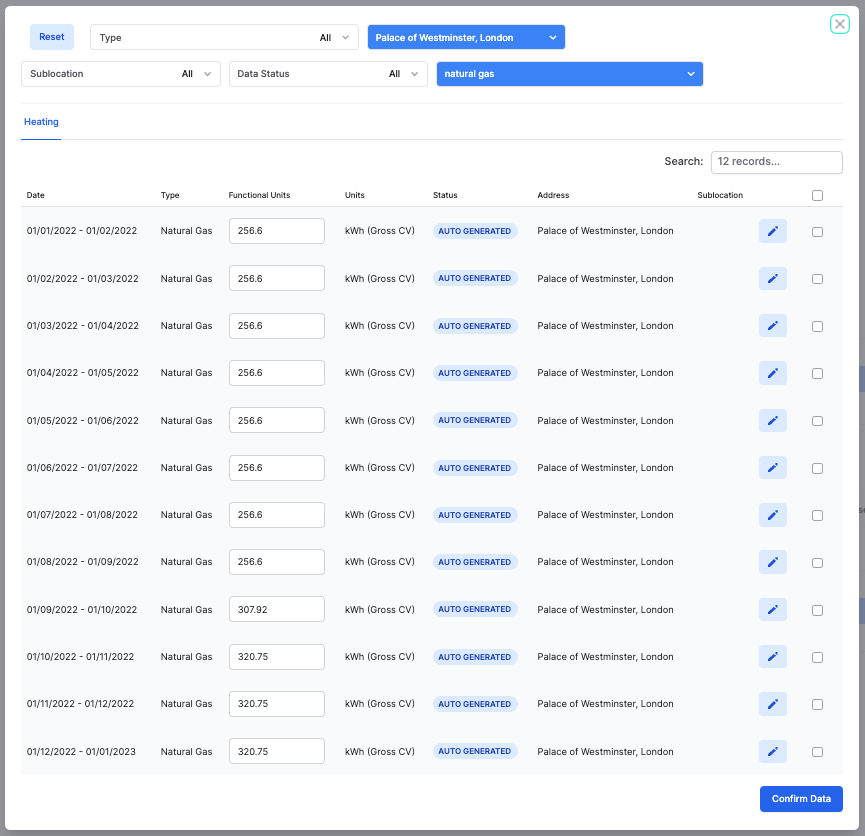 Reset Type All Palace of Westminster, London
Sublocation All Data Status All natural gas
Heating
Search: 12 records...
Date Type Functional Units Units Status Address Sublocation
01/01/2022 - 01/02/2022 Natural Gas 256.6 kWh (Gross CV) AUTO GENERATED Palace of Westminster, London
01/02/2022 - 01/03/2022 Natural Gas 256.6 kWh (Gross CV) AUTO GENERATED Palace of Westminster, London
01/03/2022 - 01/04/2022 Natural Gas 256.6 kWh (Gross CV) AUTO GENERATED Palace of Westminster, London
01/04/2022 - 01/05/2022 Natural Gas 256.6 kWh (Gross CV) AUTO GENERATED Palace of Westminster, London
01/05/2022 - 01/06/2022 Natural Gas 256.6 kWh (Gross CV) AUTO GENERATED Palace of Westminster, London
01/06/2022 - 01/07/2022 Natural Gas 256.6 kWh (Gross CV) AUTO GENERATED Palace of Westminster, London
01/07/2022 - 01/08/2022 Natural Gas 256.6 kWh (Gross CV) AUTO GENERATED Palace of Westminster, London
01/08/2022 - 01/09/2022 Natural Gas 256.6 kWh (Gross CV) AUTO GENERATED Palace of Westminster, London
01/09/2022 - 01/10/2022 Natural Gas 307.92 kWh (Gross CV) AUTO GENERATED Palace of Westminster, London
01/10/2022 - 01/11/2022 Natural Gas 320.75 kWh (Gross CV) AUTO GENERATED Palace of Westminster, London
01/11/2022 - 01/12/2022 Natural Gas 320.75 kWh (Gross CV) AUTO GENERATED Palace of Westminster, London
01/12/2022 - 01/01/2023 Natural Gas 320.75 kWh (Gross CV) AUTO GENERATED Palace of Westminster, London
Confirm Data